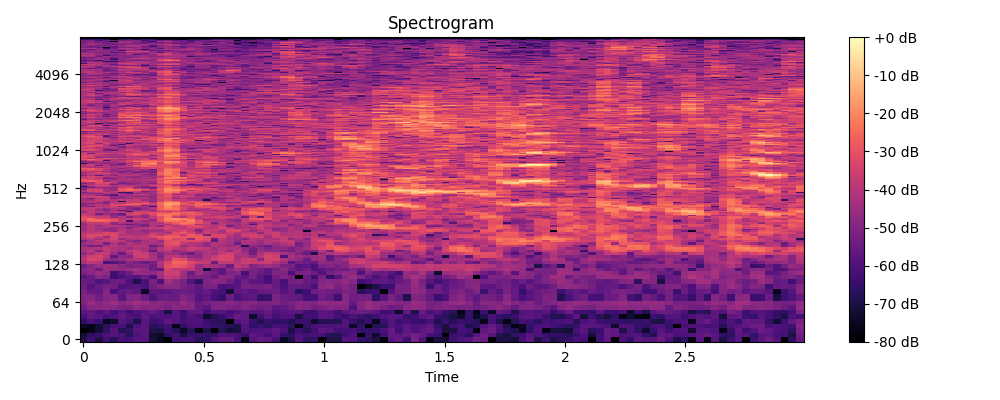 Spectrogram
Hz
4096
2048
1024
512
256
128
64
0
0
0.5
1
1.5
2
2.5
Time
+0 dB
-10 dB
-20 dB
-30 dB
-40 dB
-50 dB
-60 dB
-70 dB
-80 dB